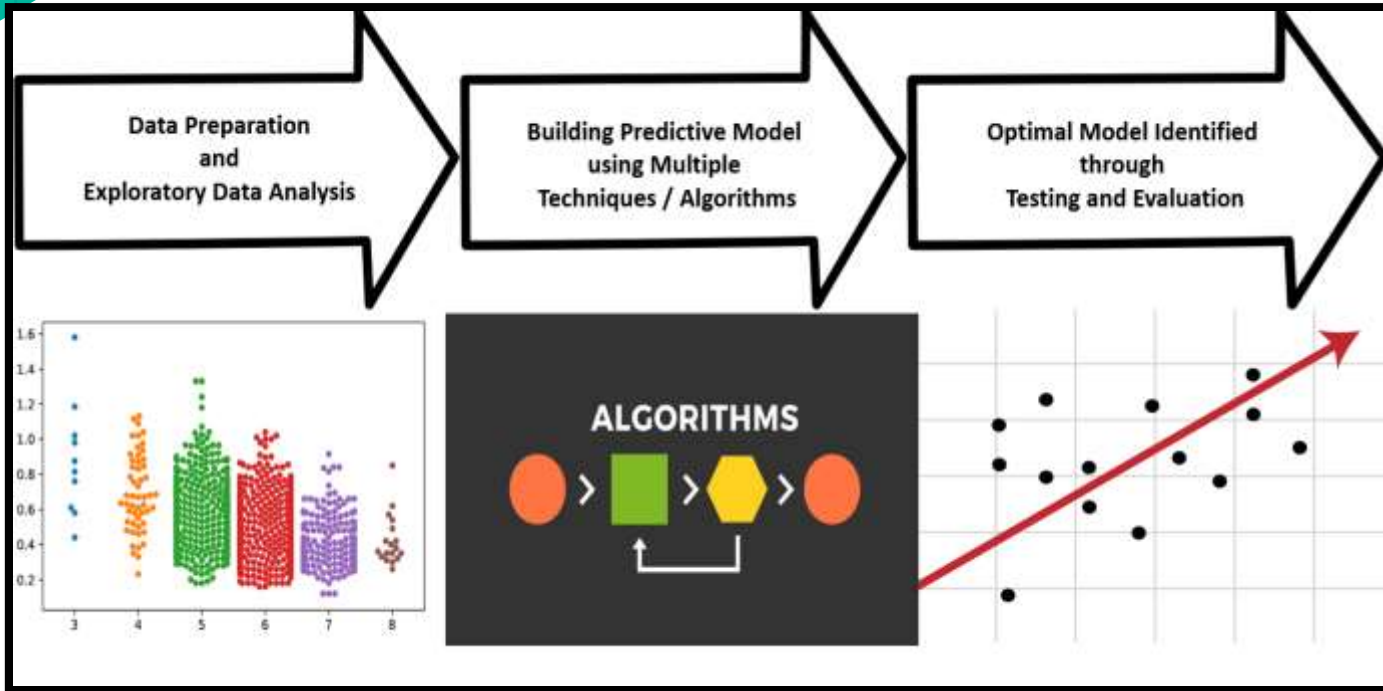 Data Preparation
and
Exploratory Data Analysis
Building Predictive Model
using Multiple
Techniques / Algorithms
Optimal Model Identified
through
Testing and Evaluation
1.6
1.4
1.2
1.0
0.8
0.6
0.4
0.2
3 4 5 6 7 8
ALGORITHMS